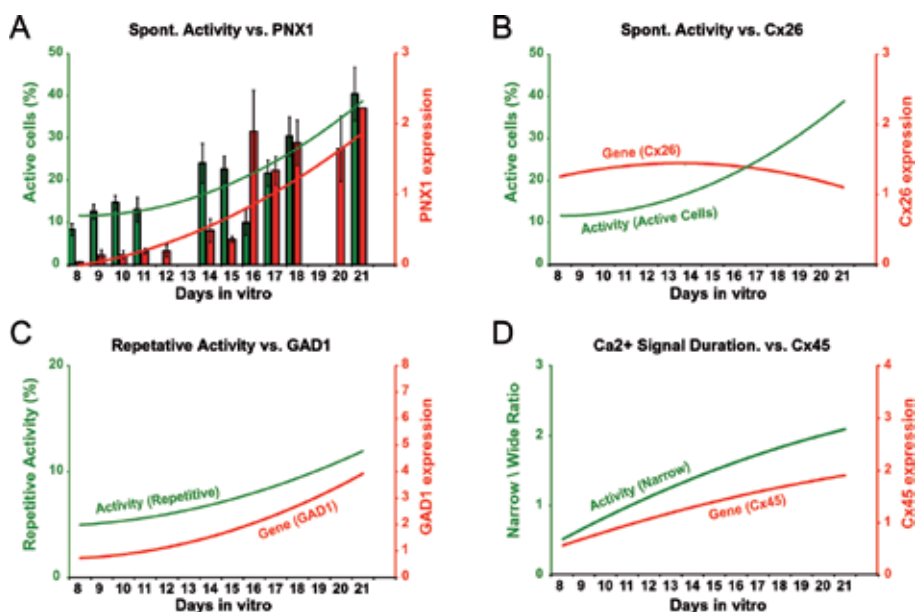 A
Spont. Activity vs. PNX1
Active cells (%)
50
40
30
20
10
0
PNX1 expression
3
2
1
0
8 9 10 11 12 13 14 15 16 17 18 19 20 21
Days in vitro
B
Spont. Activity vs. Cx26
Active cells (%)
50
40
30
20
10
0
Gene (Cx26)
Activity (Active Cells)
Cx26 expression
3
2
1
0
8 9 10 11 12 13 14 15 16 17 18 19 20 21
Days in vitro
C
Repetative Activity vs. GAD1
Repetitive Activity (%)
20
10
0
Activity (Repetitive)
Gene (GAD1)
GAD1 expression
8
7
6
5
4
3
2
1
0
8 9 10 11 12 13 14 15 16 17 18 19 20 21
Days in vitro
D
Ca2+ Signal Duration. vs. Cx45
Narrow \ Wide Ratio
3
2
1
0
Activity (Narrow)
Gene (Cx45)
Cx45 expression
4
3
2
1
0
8 9 10 11 12 13 14 15 16 17 18 19 20 21
Days in vitro